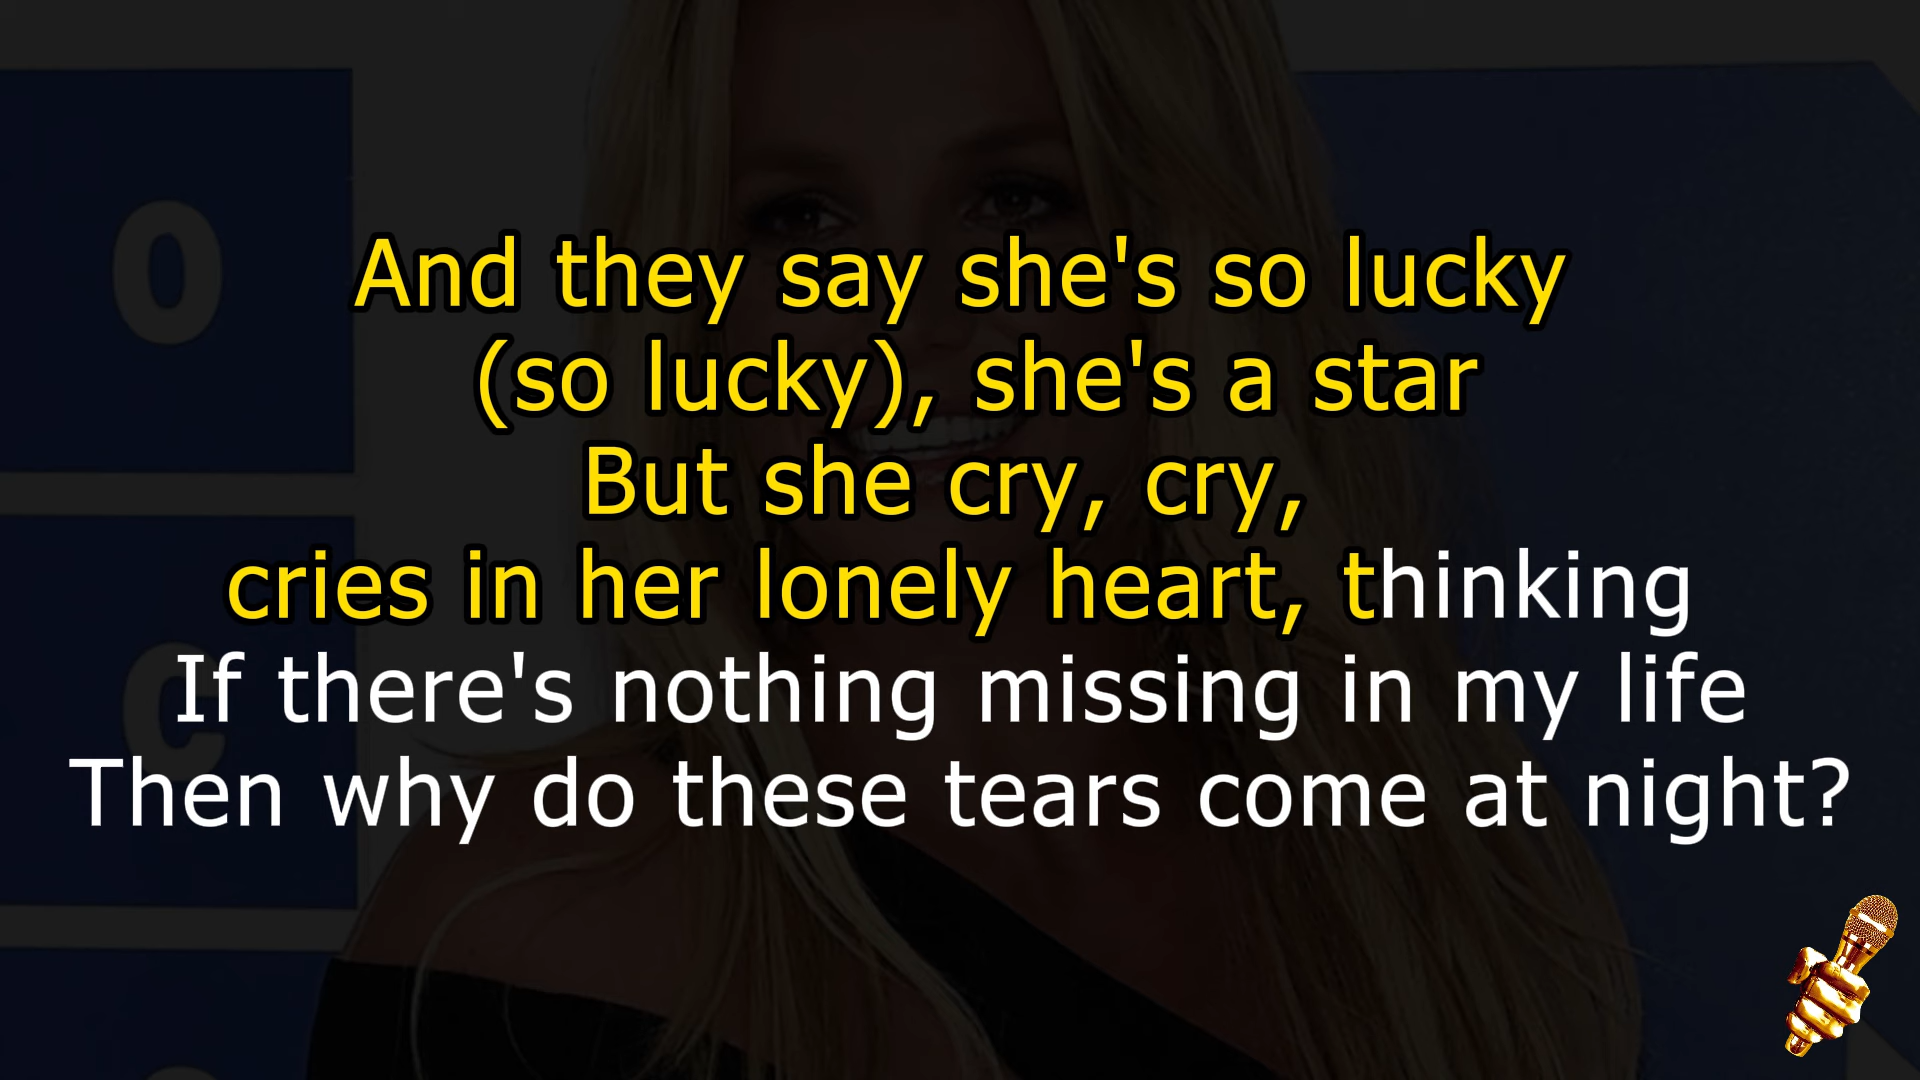 And they say she's so lucky
(so lucky), she's a star
But she cry, cry,
cries in her lonely heart, thinking
If there's nothing missing in my life
Then why do these tears come at night?
O
C